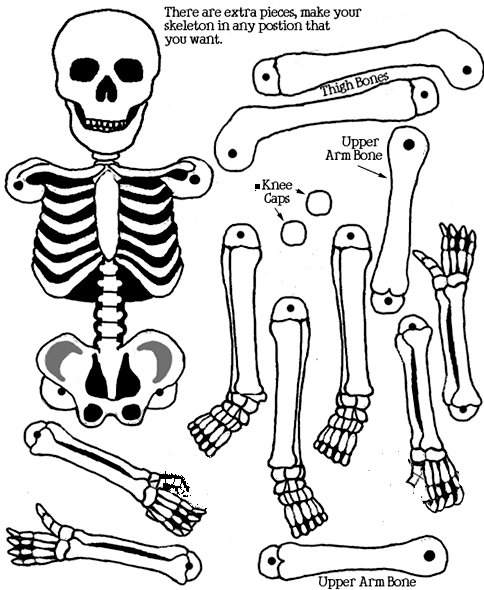 There are extra pieces, make your
skeleton in any postion that
you want.
Thigh Bones
Upper
Arm Bone
Knee
Caps
Upper Arm Bone